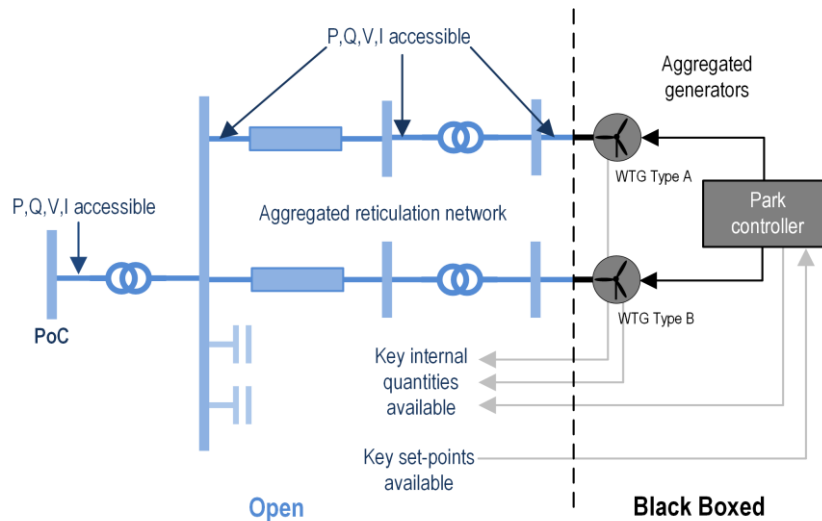 P,Q,V,I accessible
Aggregated
generators
WTG Type A
P,Q,V,I accessible
Aggregated reticulation network
Park
controller
PoC
WTG Type B
Key internal
quantities
available
Key set-points
available
Open
Black Boxed